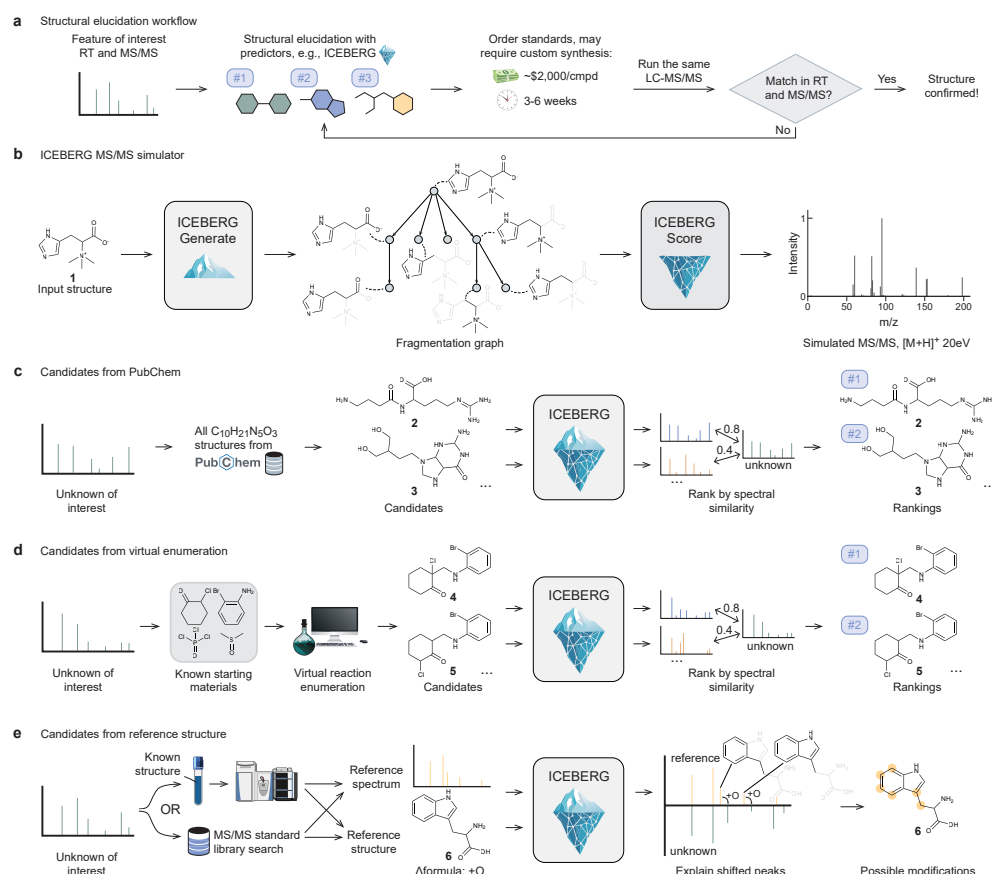 a Structural elucidation workflow
Feature of interest
RT and MS/MS
Structural elucidation with
predictors, e.g., ICEBERG
#1 #2 #3
Order standards, may
require custom synthesis:
~$2,000/cmpd
3-6 weeks
Run the same
LC-MS/MS
Match in RT
and MS/MS?
Yes
No
Structure
confirmed!
b ICEBERG MS/MS simulator
1
Input structure
ICEBERG
Generate
Fragmentation graph
ICEBERG
Score
Intensity
1
0
0 50 100 150 200
m/z
Simulated MS/MS, [M+H]+ 20eV
c Candidates from PubChem
Unknown of
interest
All C10H21N5O3
structures from
PubChem
2
3
...
Candidates
ICEBERG
0.8
0.4
unknown
...
Rank by spectral
similarity
#1
2
#2
3
...
Rankings
d Candidates from virtual enumeration
Unknown of
interest
Known starting
materials
Virtual reaction
enumeration
4
5
...
Candidates
ICEBERG
0.8
0.4
unknown
...
Rank by spectral
similarity
#1
4
#2
5
...
Rankings
e Candidates from reference structure
Unknown of
interest
Known
structure
OR
MS/MS standard
library search
Reference
spectrum
Reference
structure
6
Δformula: +O
ICEBERG
reference
+O +O
unknown
Explain shifted peaks
6
Possible modifications